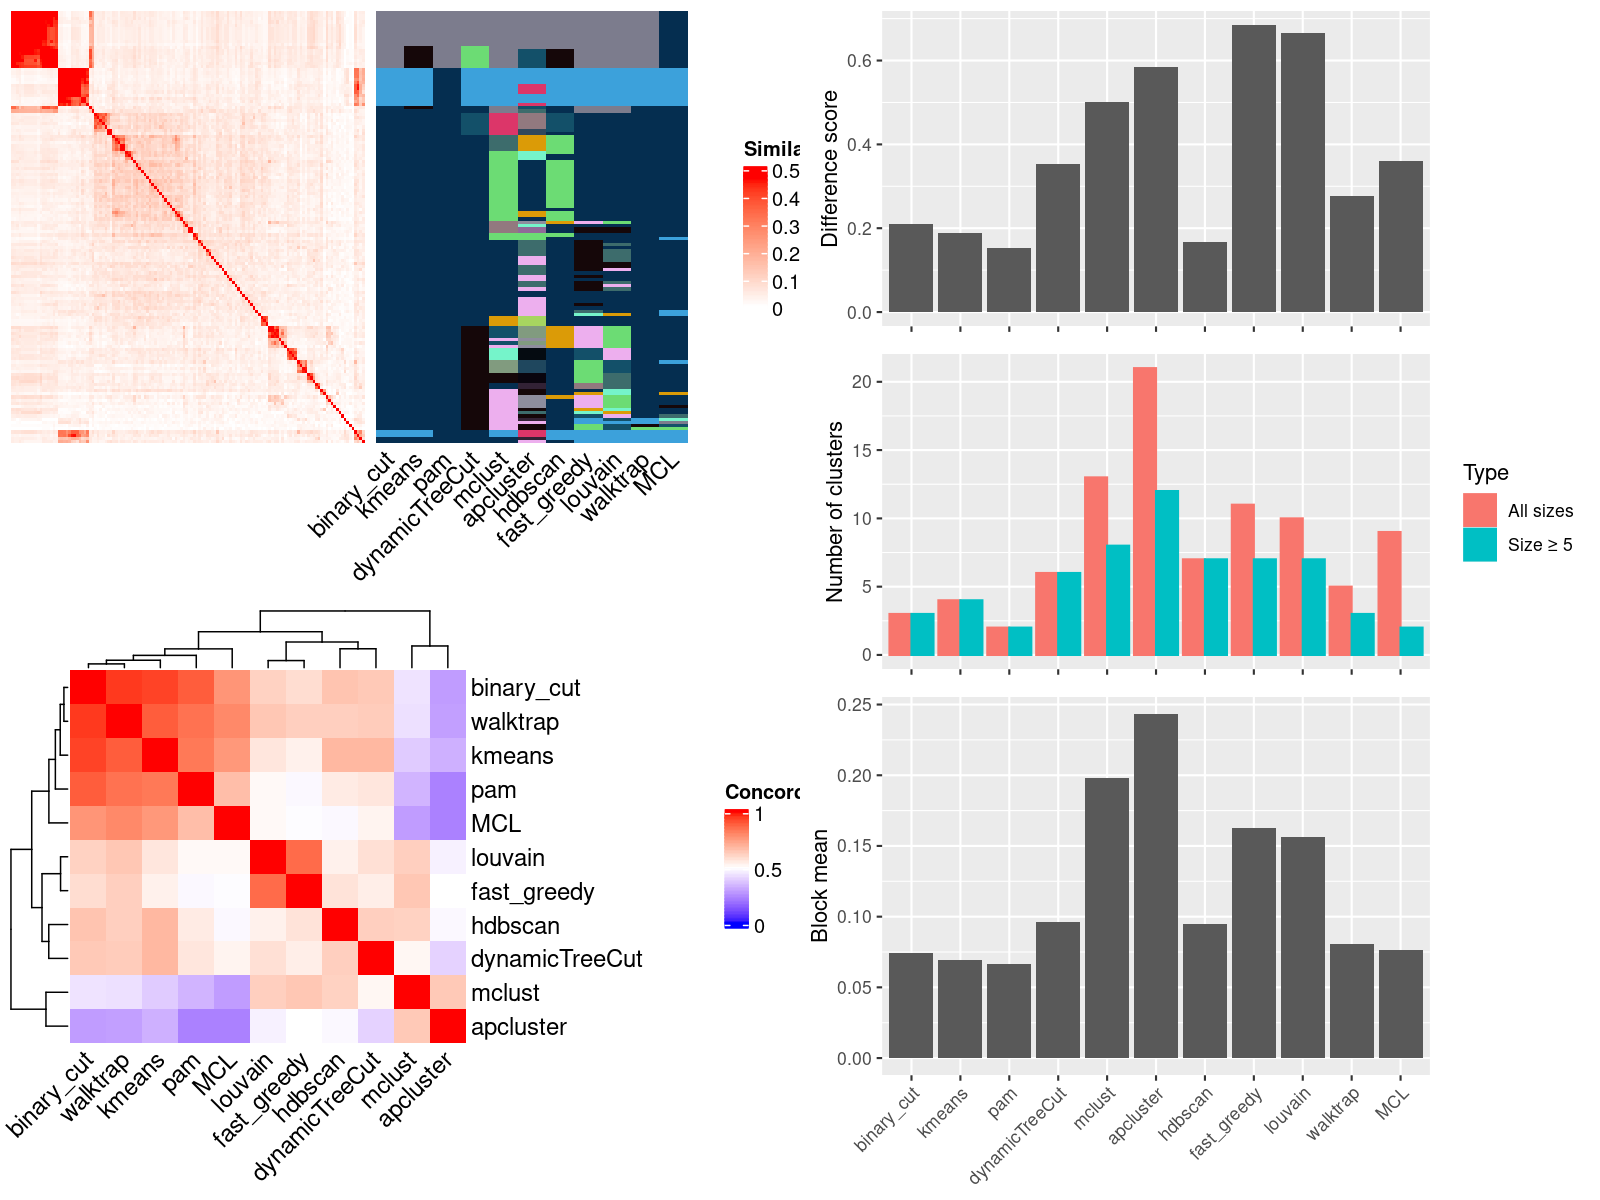 Simila
0.5
0.4
0.3
0.2
0.1
0
binary_cut
kmeans
pam
dynamicTreeCut
mclust
apcluster
hdbscan
fast_greedy
louvain
walktrap
MCL
Difference score
0.6
0.4
0.2
0.0
Number of clusters
20
15
10
5
0
Type
All sizes
Size ≥ 5
binary_cut
walktrap
kmeans
pam
MCL
louvain
fast_greedy
hdbscan
dynamicTreeCut
mclust
apcluster
binary_cut
walktrap
kmeans
pam
MCL
louvain
fast_greedy
hdbscan
dynamicTreeCut
mclust
apcluster
Concord
1
0.5
0
Block mean
0.25
0.20
0.15
0.10
0.05
0.00
binary_cut
kmeans
pam
dynamicTreeCut
mclust
apcluster
hdbscan
fast_greedy
louvain
walktrap
MCL